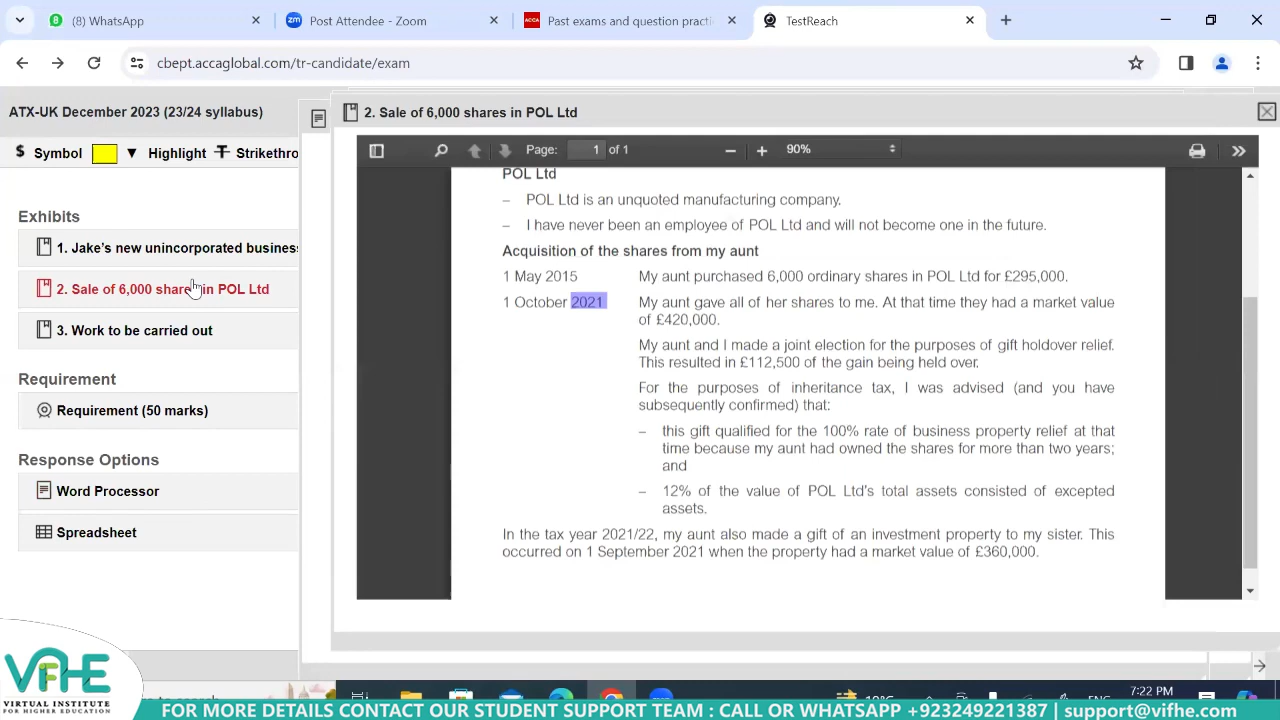 (8) WhatsApp
Post Attendee - Zoom
ACCA
Past exams and question practi
TestReach
cbept.accaglobal.com/tr-candidate/exam
ATX-UK December 2023 (23/24 syllabus)
$ Symbol
Highlight
T Strikethro
Exhibits
1. Jake's new unincorporated business
2. Sale of 6,000 shares in POL Ltd
3. Work to be carried out
Requirement
Requirement (50 marks)
Response Options
Word Processor
Spreadsheet
2. Sale of 6,000 shares in POL Ltd
Page: 1 of 1
90%
POL Ltd
– POL Ltd is an unquoted manufacturing company.
– I have never been an employee of POL Ltd and will not become one in the future.
Acquisition of the shares from my aunt
1 May 2015 My aunt purchased 6,000 ordinary shares in POL Ltd for £295,000.
1 October 2021 My aunt gave all of her shares to me. At that time they had a market value
of £420,000.
My aunt and I made a joint election for the purposes of gift holdover relief.
This resulted in £112,500 of the gain being held over.
For the purposes of inheritance tax, I was advised (and you have
subsequently confirmed) that:
– this gift qualified for the 100% rate of business property relief at that
time because my aunt had owned the shares for more than two years;
and
– 12% of the value of POL Ltd's total assets consisted of excepted
assets.
In the tax year 2021/22, my aunt also made a gift of an investment property to my sister. This
occurred on 1 September 2021 when the property had a market value of £360,000.
ENG
7:22 PM
VIFHE
VIRTUAL INSTITUTE
FOR HIGHER EDUCATION
FOR MORE DETAILS CONTACT OUR STUDENT SUPPORT TEAM : CALL OR WHATSAPP +923249221387 | support@vifhe.com